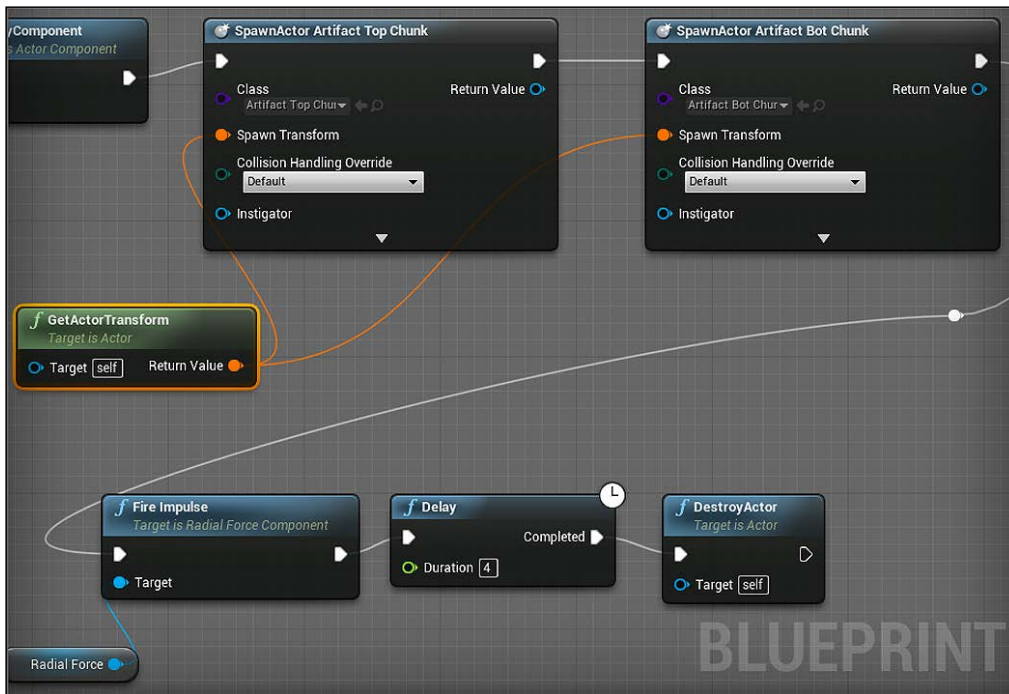 yComponent
s Actor Component
SpawnActor Artifact Top Chunk
Class
Artifact Top Chur
Return Value
Spawn Transform
Collision Handling Override
Default
Instigator
SpawnActor Artifact Bot Chunk
Class
Artifact Bot Chur
Return Value
Spawn Transform
Collision Handling Override
Default
Instigator
f GetActorTransform
Target is Actor
Target self Return Value
f Fire Impulse
Target is Radial Force Component
Target
f Delay
Completed
Duration 4
f DestroyActor
Target is Actor
Target self
Radial Force
BLUEPRINT